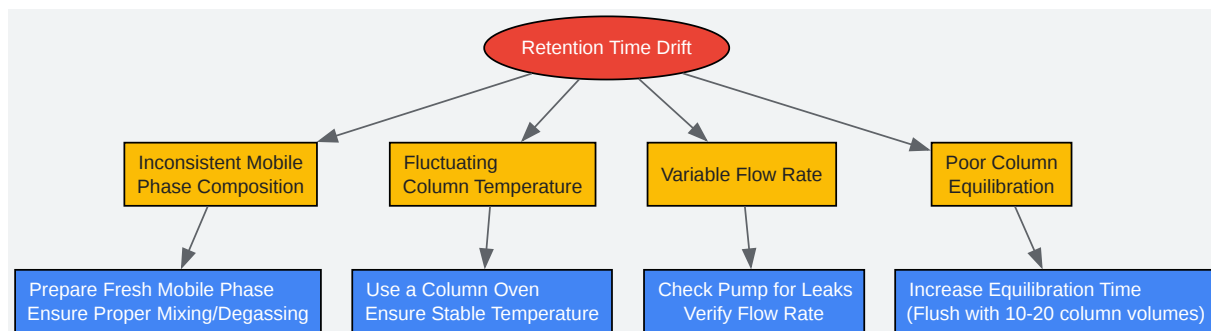 Retention Time Drift
Inconsistent Mobile
Phase Composition
Fluctuating
Column Temperature
Variable Flow Rate
Poor Column
Equilibration
Prepare Fresh Mobile Phase
Ensure Proper Mixing/Degassing
Use a Column Oven
Ensure Stable Temperature
Check Pump for Leaks
Verify Flow Rate
Increase Equilibration Time
(Flush with 10-20 column volumes)